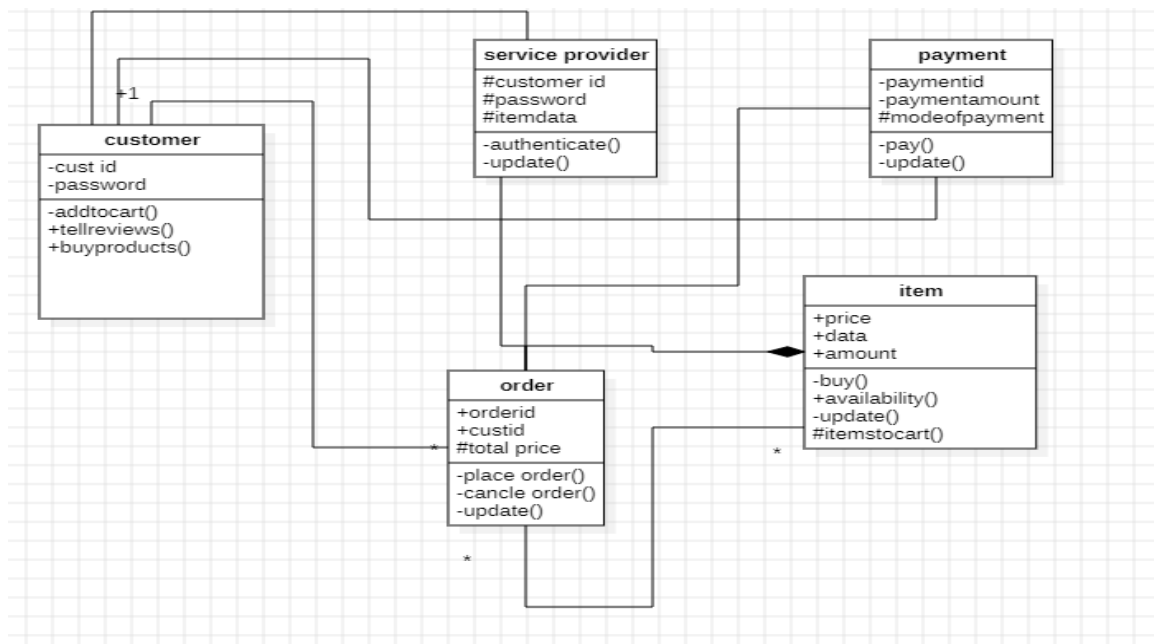 service provider
#customer id
#password
#itemdata
-authenticate()
-update()
payment
-paymentid
-paymentamount
#modeofpayment
-pay()
-update()
+1
customer
-cust id
-password
-addtocart()
+tellreviews()
+buyproducts()
item
+price
+data
+amount
-buy()
+availability()
-update()
#itemstocart()
*
order
+orderid
+custid
#total price
-place order()
-cancle order()
-update()
*
*